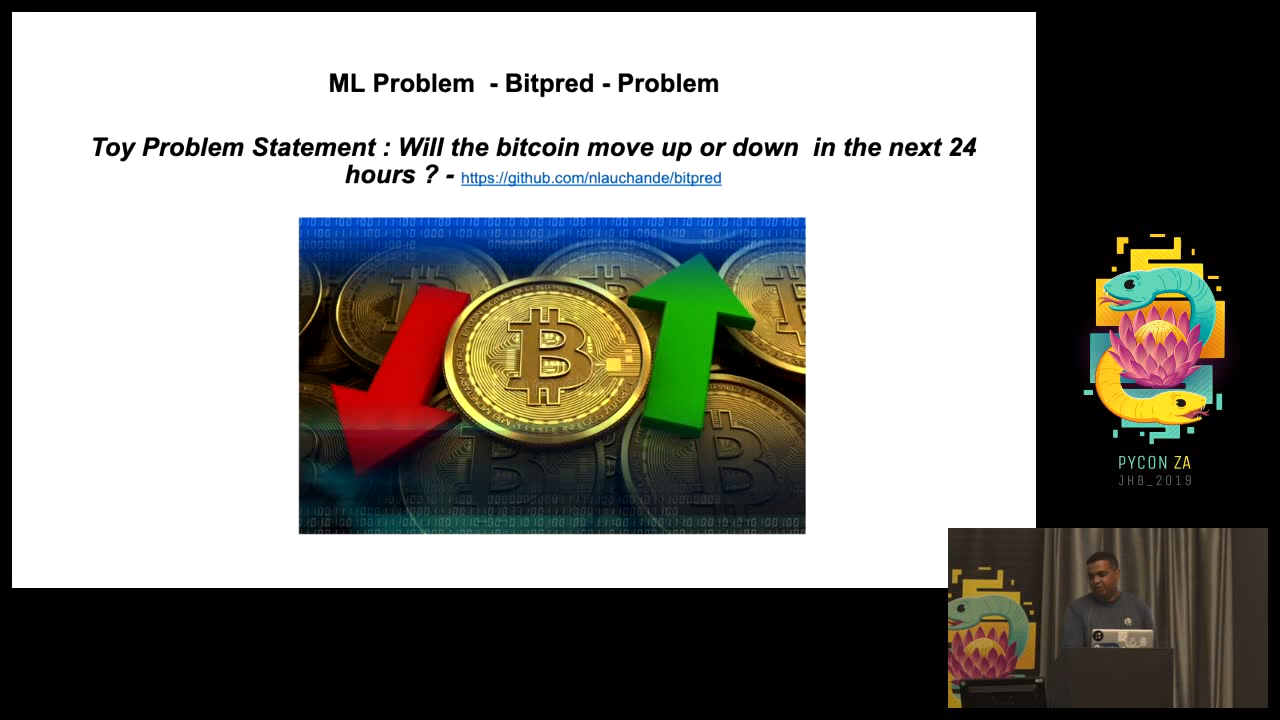 ML Problem  - Bitpred - Problem
Toy Problem Statement : Will the bitcoin move up or down  in the next 24
hours ? - https://github.com/nlauchande/bitpred
PYCON ZA
JHB_2019